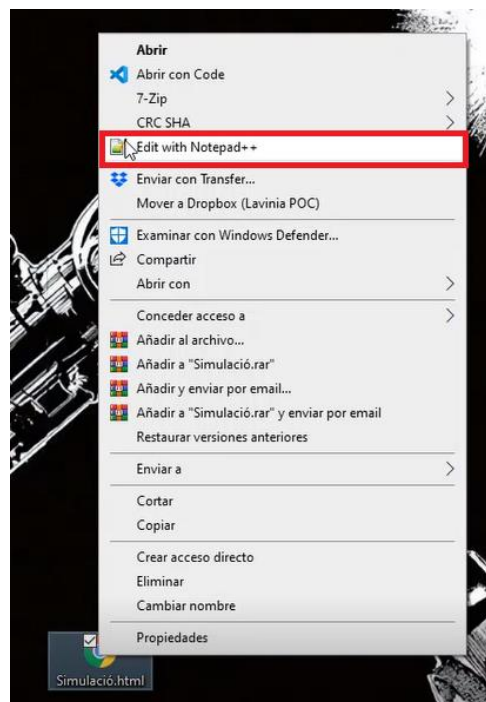 Abrir
Abrir con Code
7-Zip
CRC SHA
Edit with Notepad++
Enviar con Transfer...
Mover a Dropbox (Lavinia POC)
Examinar con Windows Defender...
Compartir
Abrir con
Conceder acceso a
Añadir al archivo...
Añadir a "Simulació.rar"
Añadir y enviar por email...
Añadir a "Simulació.rar" y enviar por email
Restaurar versiones anteriores
Enviar a
Cortar
Copiar
Crear acceso directo
Eliminar
Cambiar nombre
Propiedades
Simulació.html